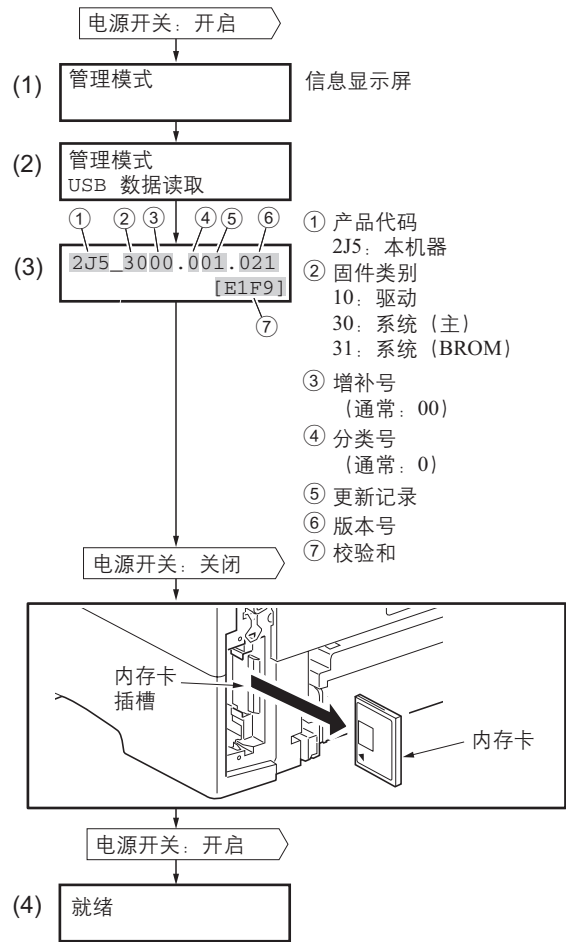 电源开关：开启
(1)
管理模式
信息显示屏
(2)
管理模式
USB 数据读取
① ② ③ ④ ⑤ ⑥
(3)
2J5_3000.001.021
[E1F9]
⑦
① 产品代码
2J5：本机器
② 固件类别
10：驱动
30：系统（主）
31：系统（BROM）
③ 增补号
（通常：00）
④ 分类号
（通常：0）
⑤ 更新记录
⑥ 版本号
⑦ 校验和
电源开关：关闭
内存卡
插槽
内存卡
电源开关：开启
(4)
就绪